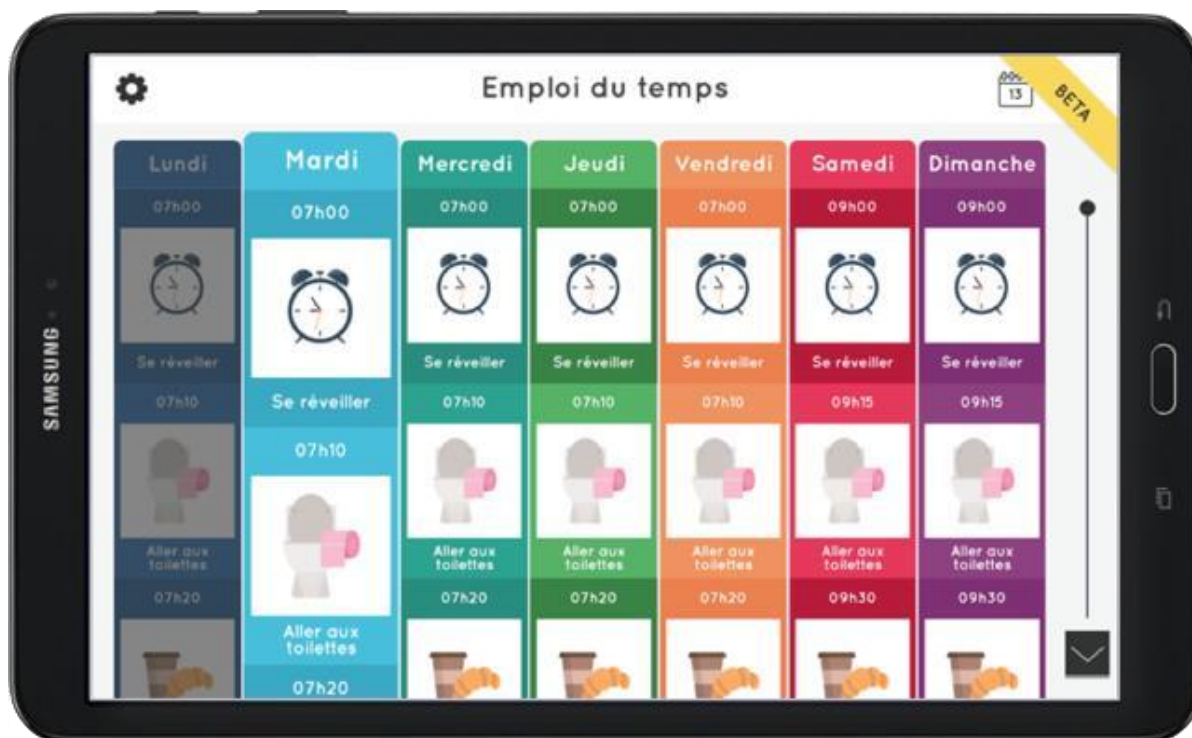 Emploi du temps
13
BETA
SAMSUNG
Lundi
07h00
Se réveiller
07h10
Aller aux
toilettes
07h20
Mardi
07h00
Se réveiller
07h10
Aller aux
toilettes
07h20
Mercredi
07h00
Se réveiller
07h10
Aller aux
toilettes
07h20
Jeudi
07h00
Se réveiller
07h10
Aller aux
toilettes
07h20
Vendredi
07h00
Se réveiller
07h10
Aller aux
toilettes
07h20
Samedi
09h00
Se réveiller
09h15
Aller aux
toilettes
09h30
Dimanche
09h00
Se réveiller
09h15
Aller aux
toilettes
09h30